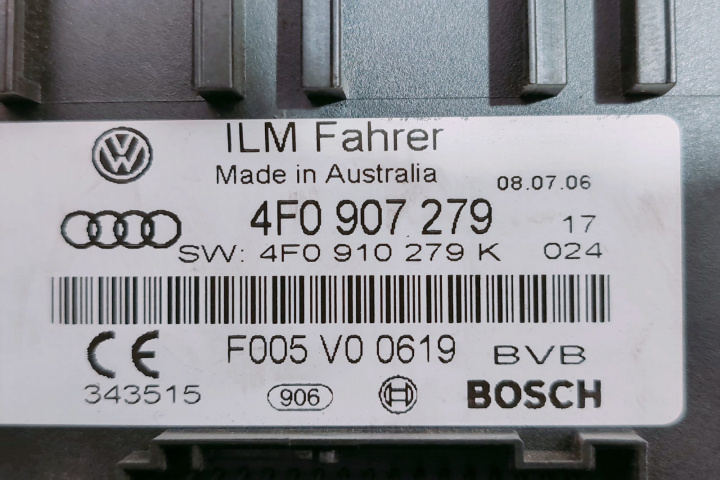 ILM Fahrer
Made in Australia
08.07.06
4F0 907 279
17
SW: 4F0 910 279 K
024
CE
F005 V0 0619
BVB
343515
906
BOSCH